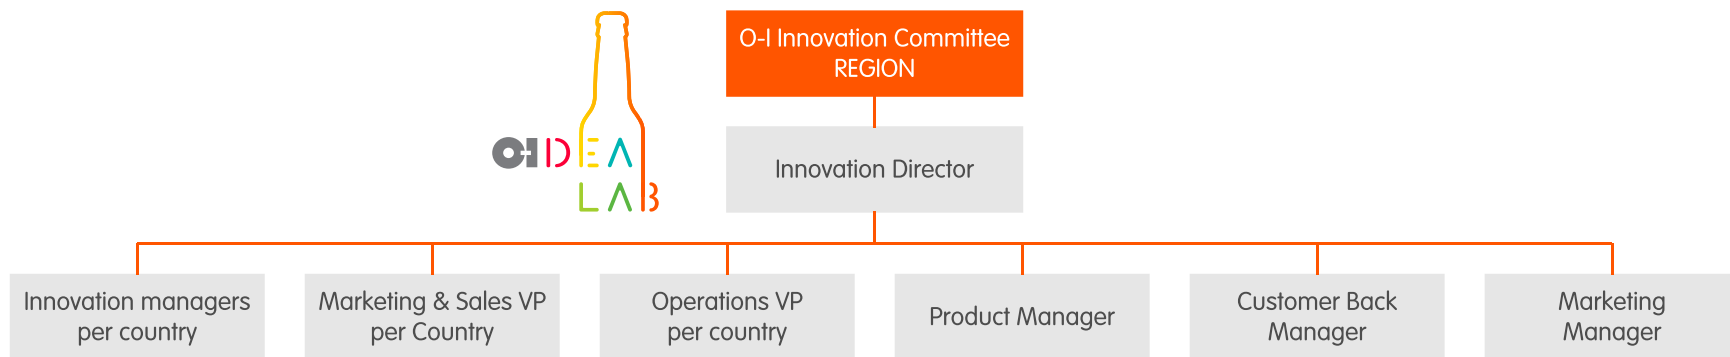 O-I Innovation Committee
REGION
O-IDEA
LAB
Innovation Director
Innovation managers
per country
Marketing & Sales VP
per Country
Operations VP
per country
Product Manager
Customer Back
Manager
Marketing
Manager